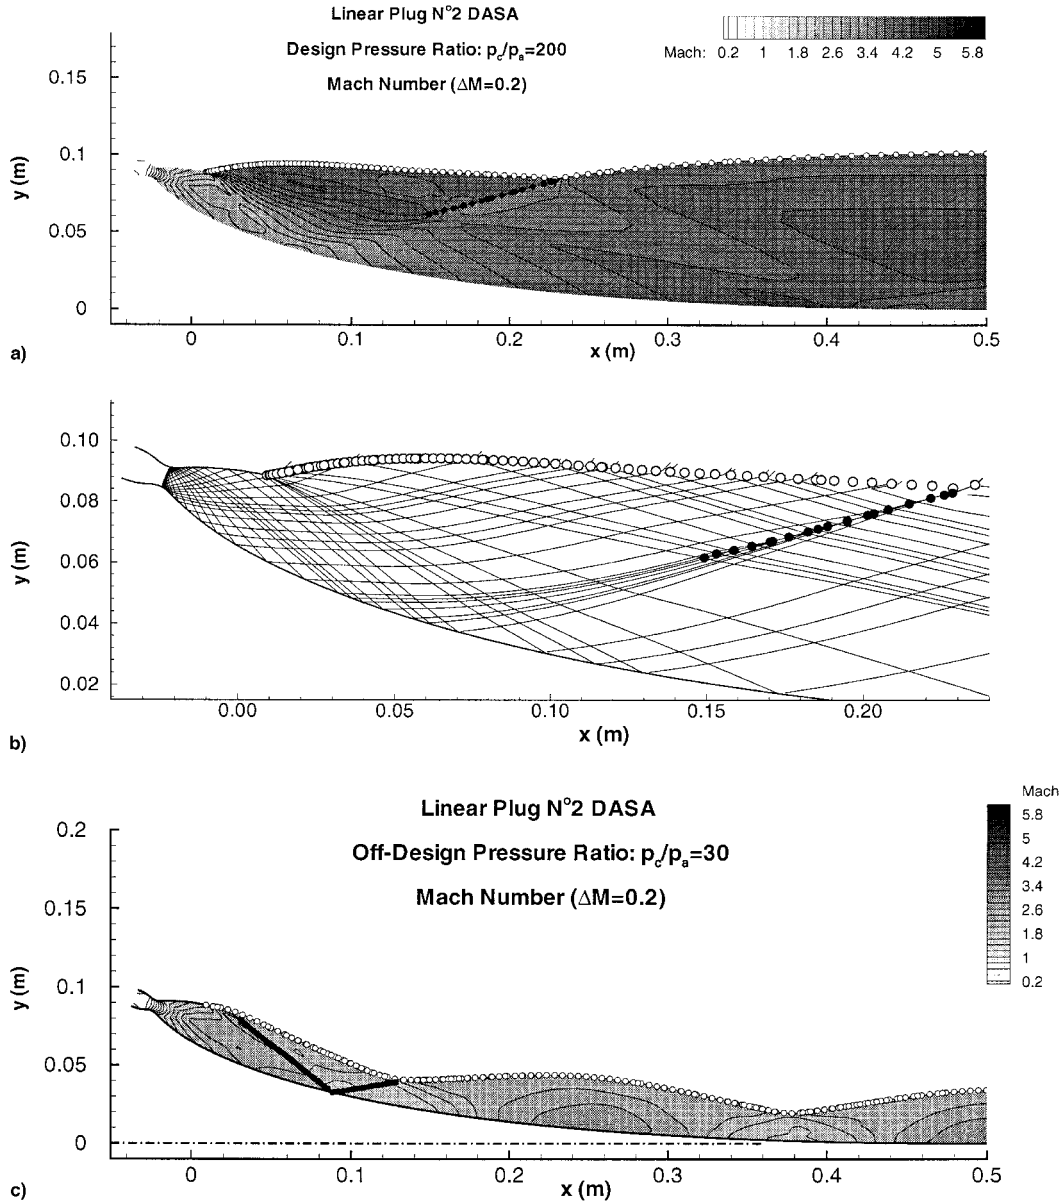 Linear Plug N°2 DASA
Design Pressure Ratio: pc/pa=200
Mach Number (ΔM=0.2)
Mach: 0.2 1 1.8 2.6 3.4 4.2 5 5.8
0.15
0.1
0.05
0
y (m)
0 0.1 0.2 0.3 0.4 0.5
x (m)
a)
0.10
0.08
0.06
0.04
0.02
y (m)
0.00 0.05 0.10 0.15 0.20
x (m)
b)
Linear Plug N°2 DASA
Off-Design Pressure Ratio: pc/pa=30
Mach Number (ΔM=0.2)
Mach
5.8
5
4.2
3.4
2.6
1.8
1
0.2
0.2
0.15
0.1
0.05
0
y (m)
0 0.1 0.2 0.3 0.4 0.5
x (m)
c)